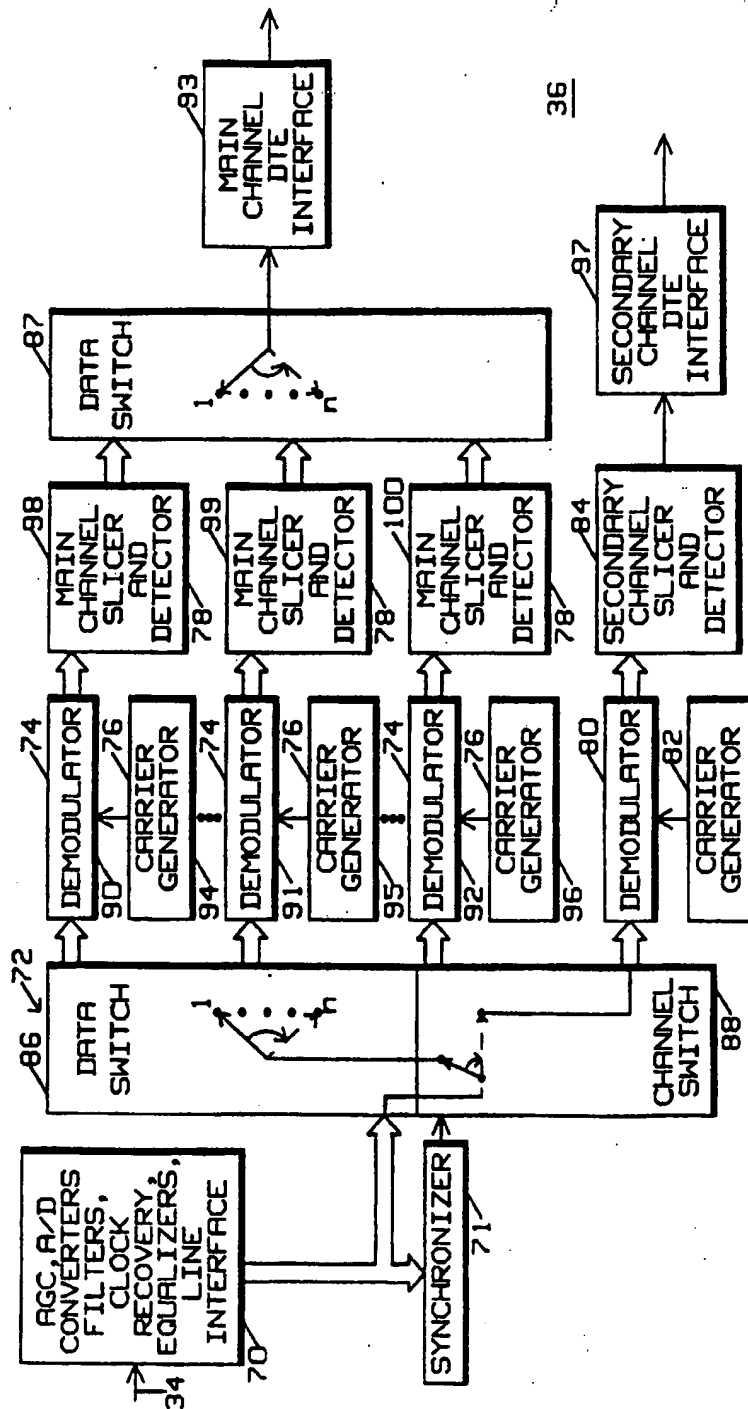 34
AGC, A/D
CONVERTERS
FILTERS,
CLOCK
RECOVERY,
EQUALIZERS,
LINE
INTERFACE
70
SYNCHRONIZER
71
86
72
DATA
SWITCH
1
n
CHANNEL
SWITCH
88
74
DEMODULATOR
90
76
CARRIER
GENERATOR
94
74
DEMODULATOR
91
76
CARRIER
GENERATOR
95
74
DEMODULATOR
92
76
CARRIER
GENERATOR
96
80
DEMODULATOR
82
CARRIER
GENERATOR
98
MAIN
CHANNEL
SLICER
AND
DETECTOR
78
99
MAIN
CHANNEL
SLICER
AND
DETECTOR
78
100
MAIN
CHANNEL
SLICER
AND
DETECTOR
78
84
SECONDARY
CHANNEL
SLICER
AND
DETECTOR
87
DATA
SWITCH
1
n
93
MAIN
CHANNEL
DTE
INTERFACE
97
SECONDARY
CHANNEL
DTE
INTERFACE
36